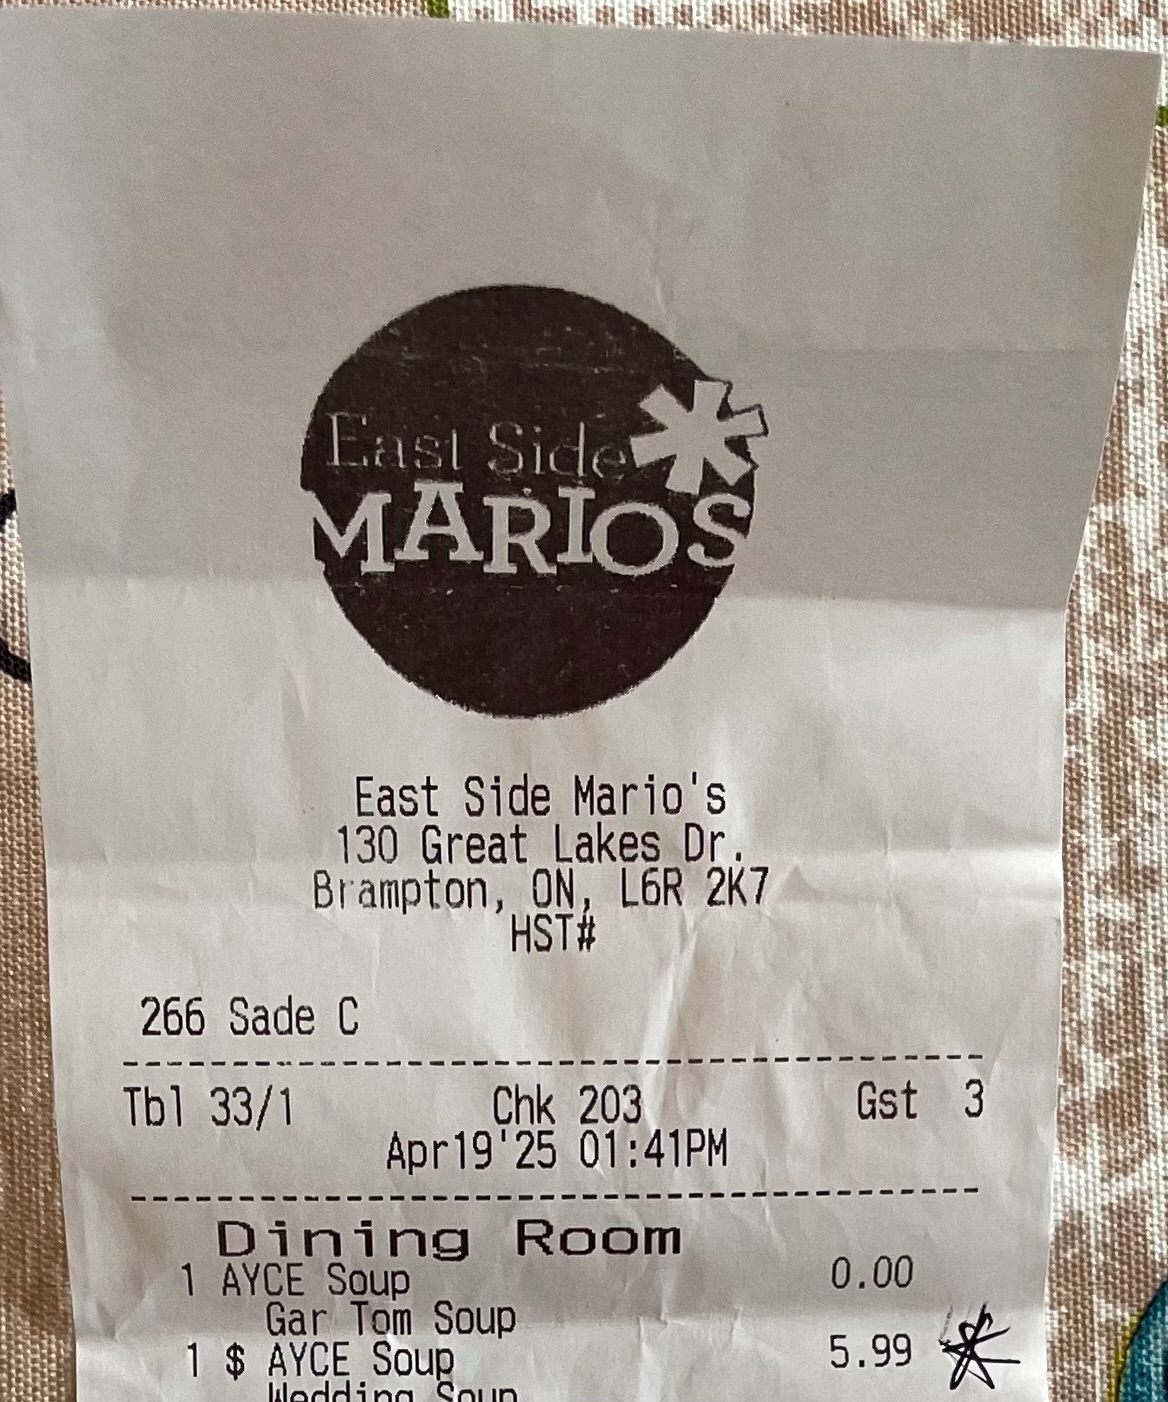 East Side
MARIOS
East Side Mario's
130 Great Lakes Dr.
Brampton, ON, L6R 2K7
HST#
266 Sade C
Tbl 33/1 Chk 203 Gst 3
Apr19'25 01:41PM
Dining Room
1 AYCE Soup 0.00
Gar Tom Soup
1 $ AYCE Soup 5.99
Wedding Soup